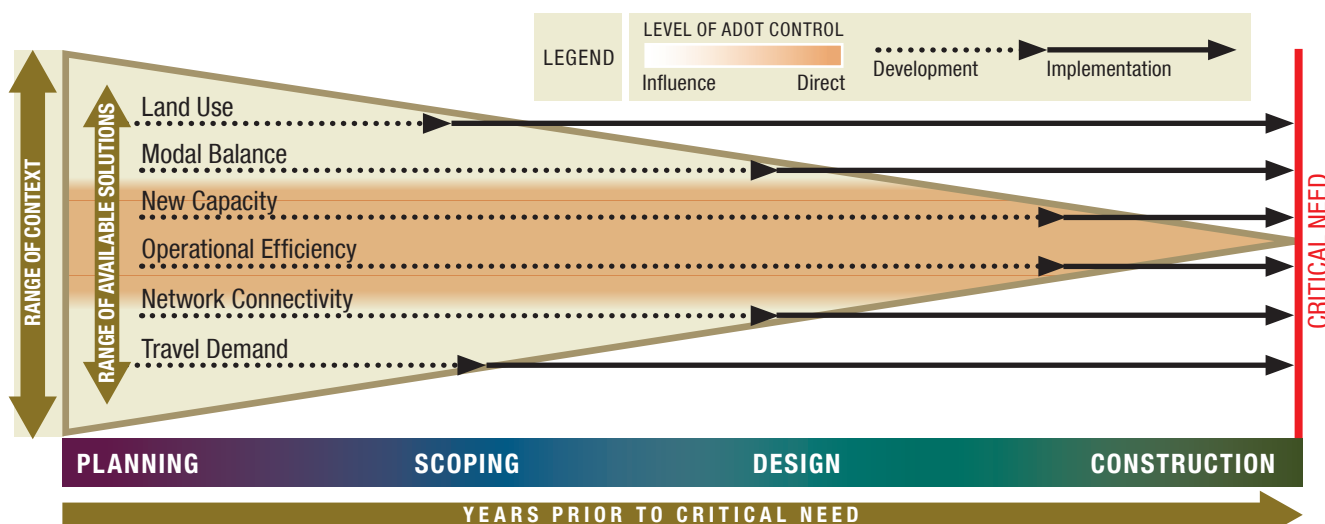 LEGEND
LEVEL OF ADOT CONTROL
Influence Direct
Development Implementation
RANGE OF CONTEXT
RANGE OF AVAILABLE SOLUTIONS
Land Use
Modal Balance
New Capacity
Operational Efficiency
Network Connectivity
Travel Demand
CRITICAL NEED
PLANNING SCOPING DESIGN CONSTRUCTION
YEARS PRIOR TO CRITICAL NEED